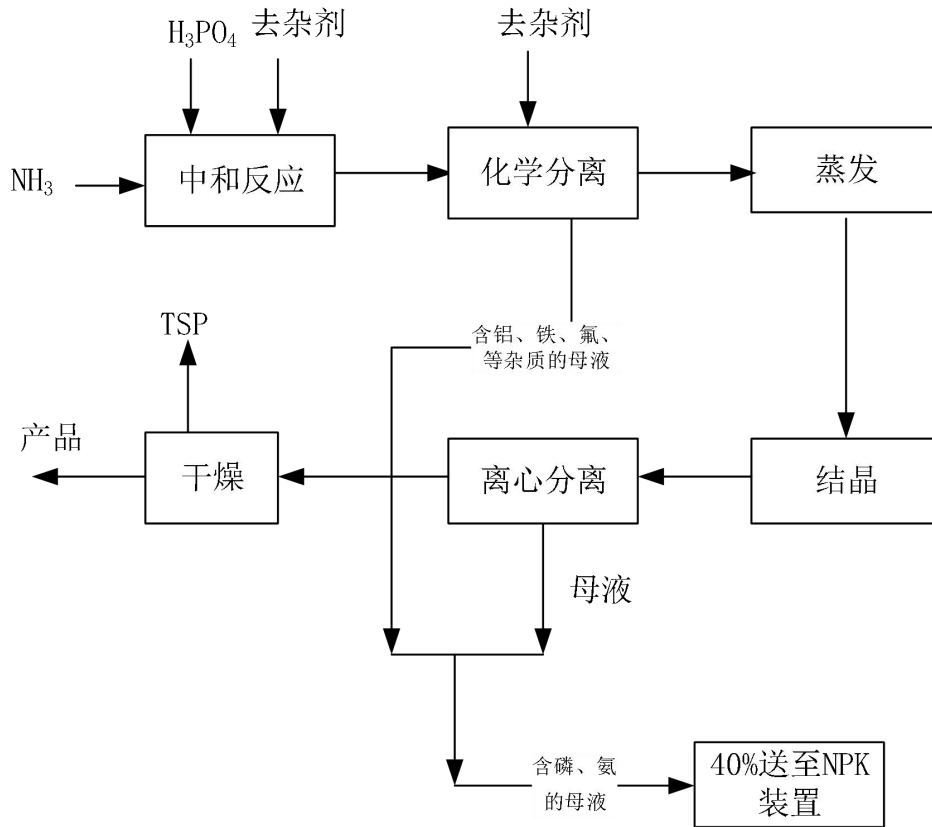 H₃PO₄
去杂剂
去杂剂
NH₃
中和反应
化学分离
蒸发
TSP
含铝、铁、氟、
等杂质的母液
产品
干燥
离心分离
结晶
母液
含磷、氨
的母液
40%送至NPK
装置